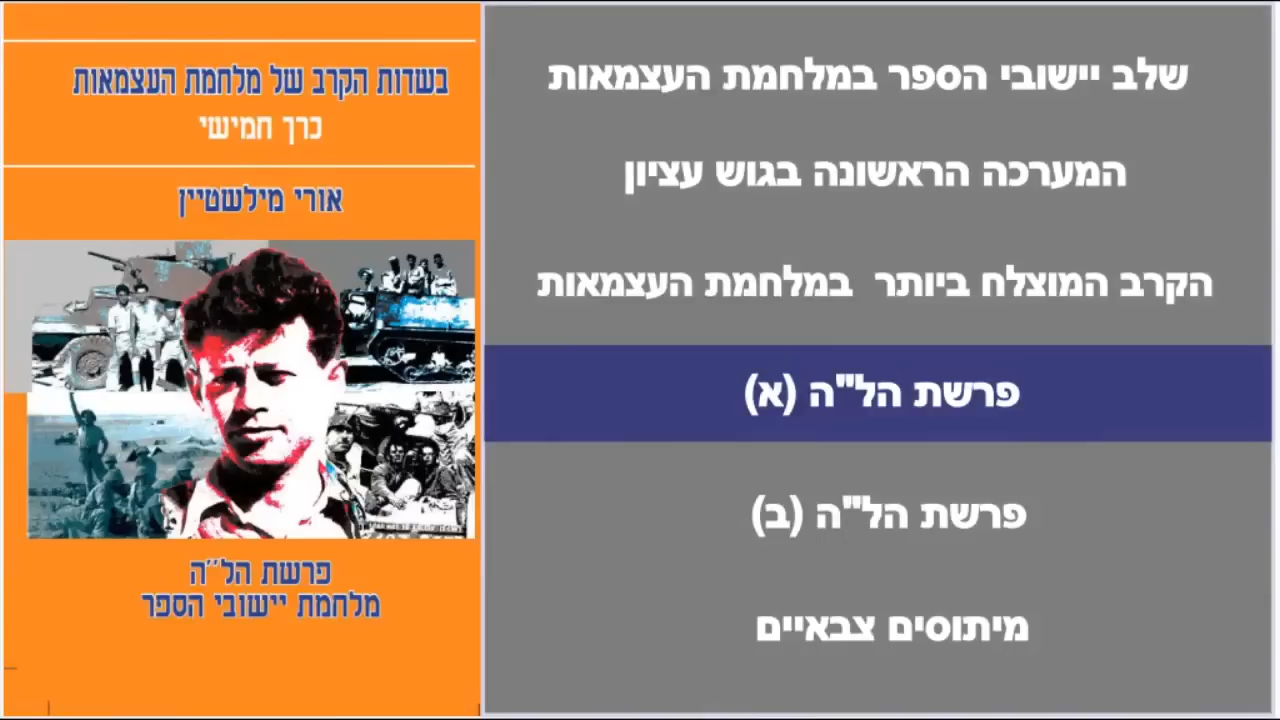 בשדות הקרב של מלחמת העצמאות
כרך חמישי
אורי מילשטיין
פרשת הל"ה
מלחמת יישובי הספר
שלב יישובי הספר במלחמת העצמאות
המערכה הראשונה בגוש עציון
הקרב המוצלח ביותר במלחמת העצמאות
פרשת הל"ה (א)
פרשת הל"ה (ב)
מיתוסים צבאיים